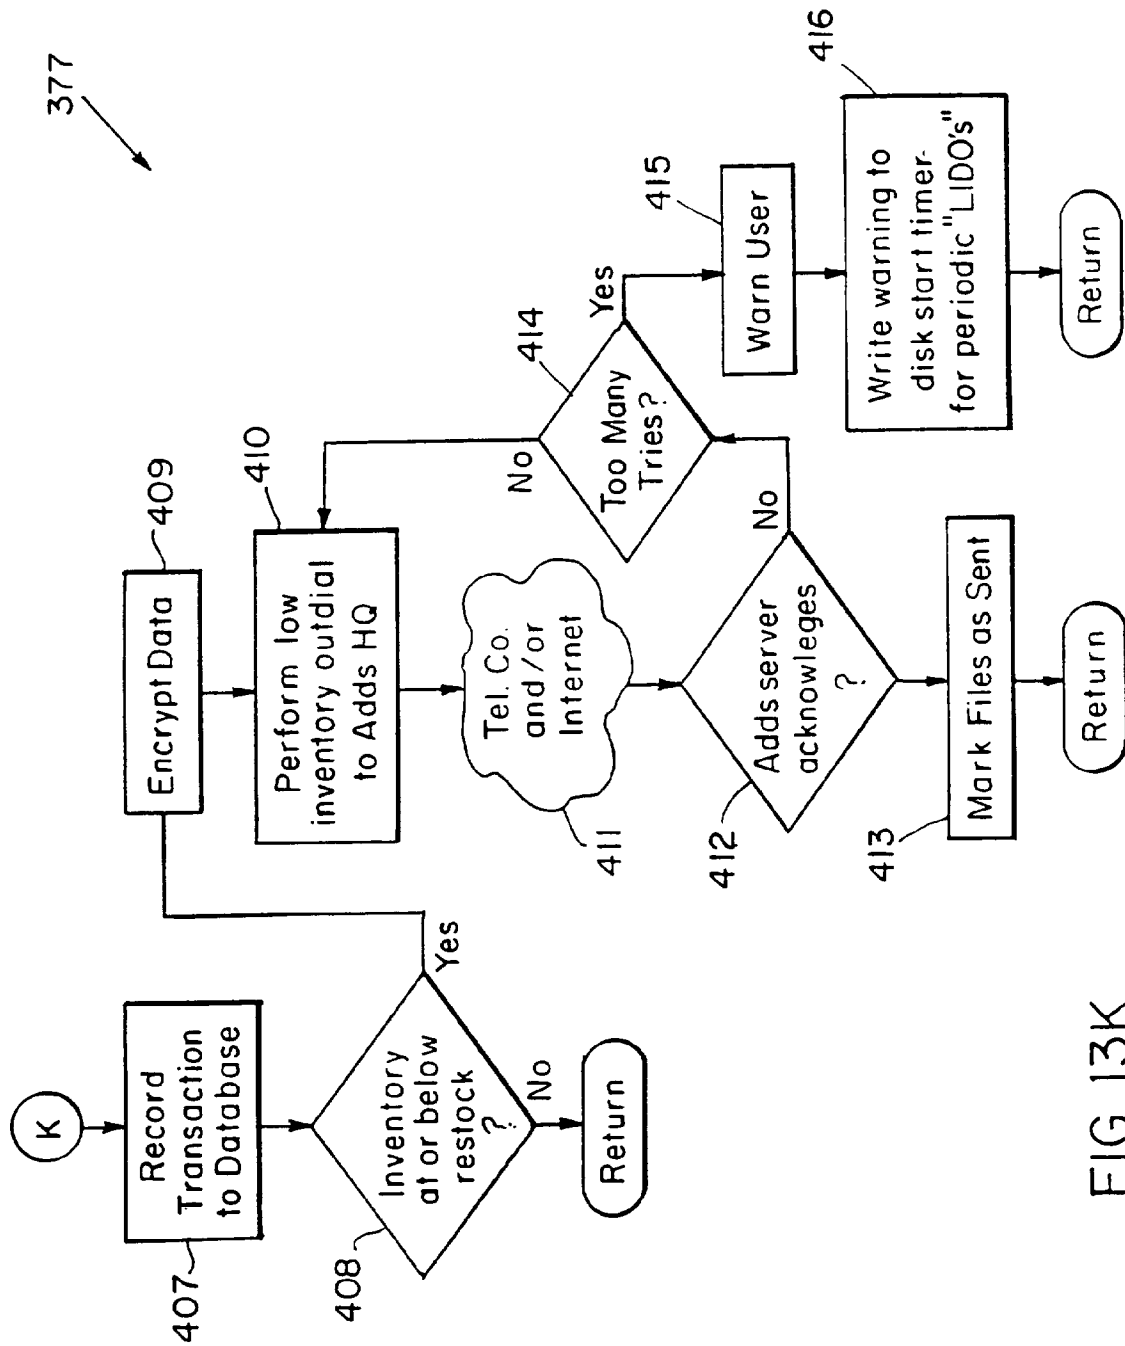 377
K
Record
Transaction
to Database
407
Inventory
at or below
restock
?
408
Yes
No
Return
Encrypt Data
409
Perform low
inventory outdial
to Adds HQ
410
Tel. Co.
and/or
Internet
411
Adds server
acknowleges
?
412
No
Mark Files as Sent
413
Return
Too Many
Tries?
414
No
Yes
Warn User
415
Write warning to
disk start timer-
for periodic "LIDO's"
416
Return
FIG. 13K